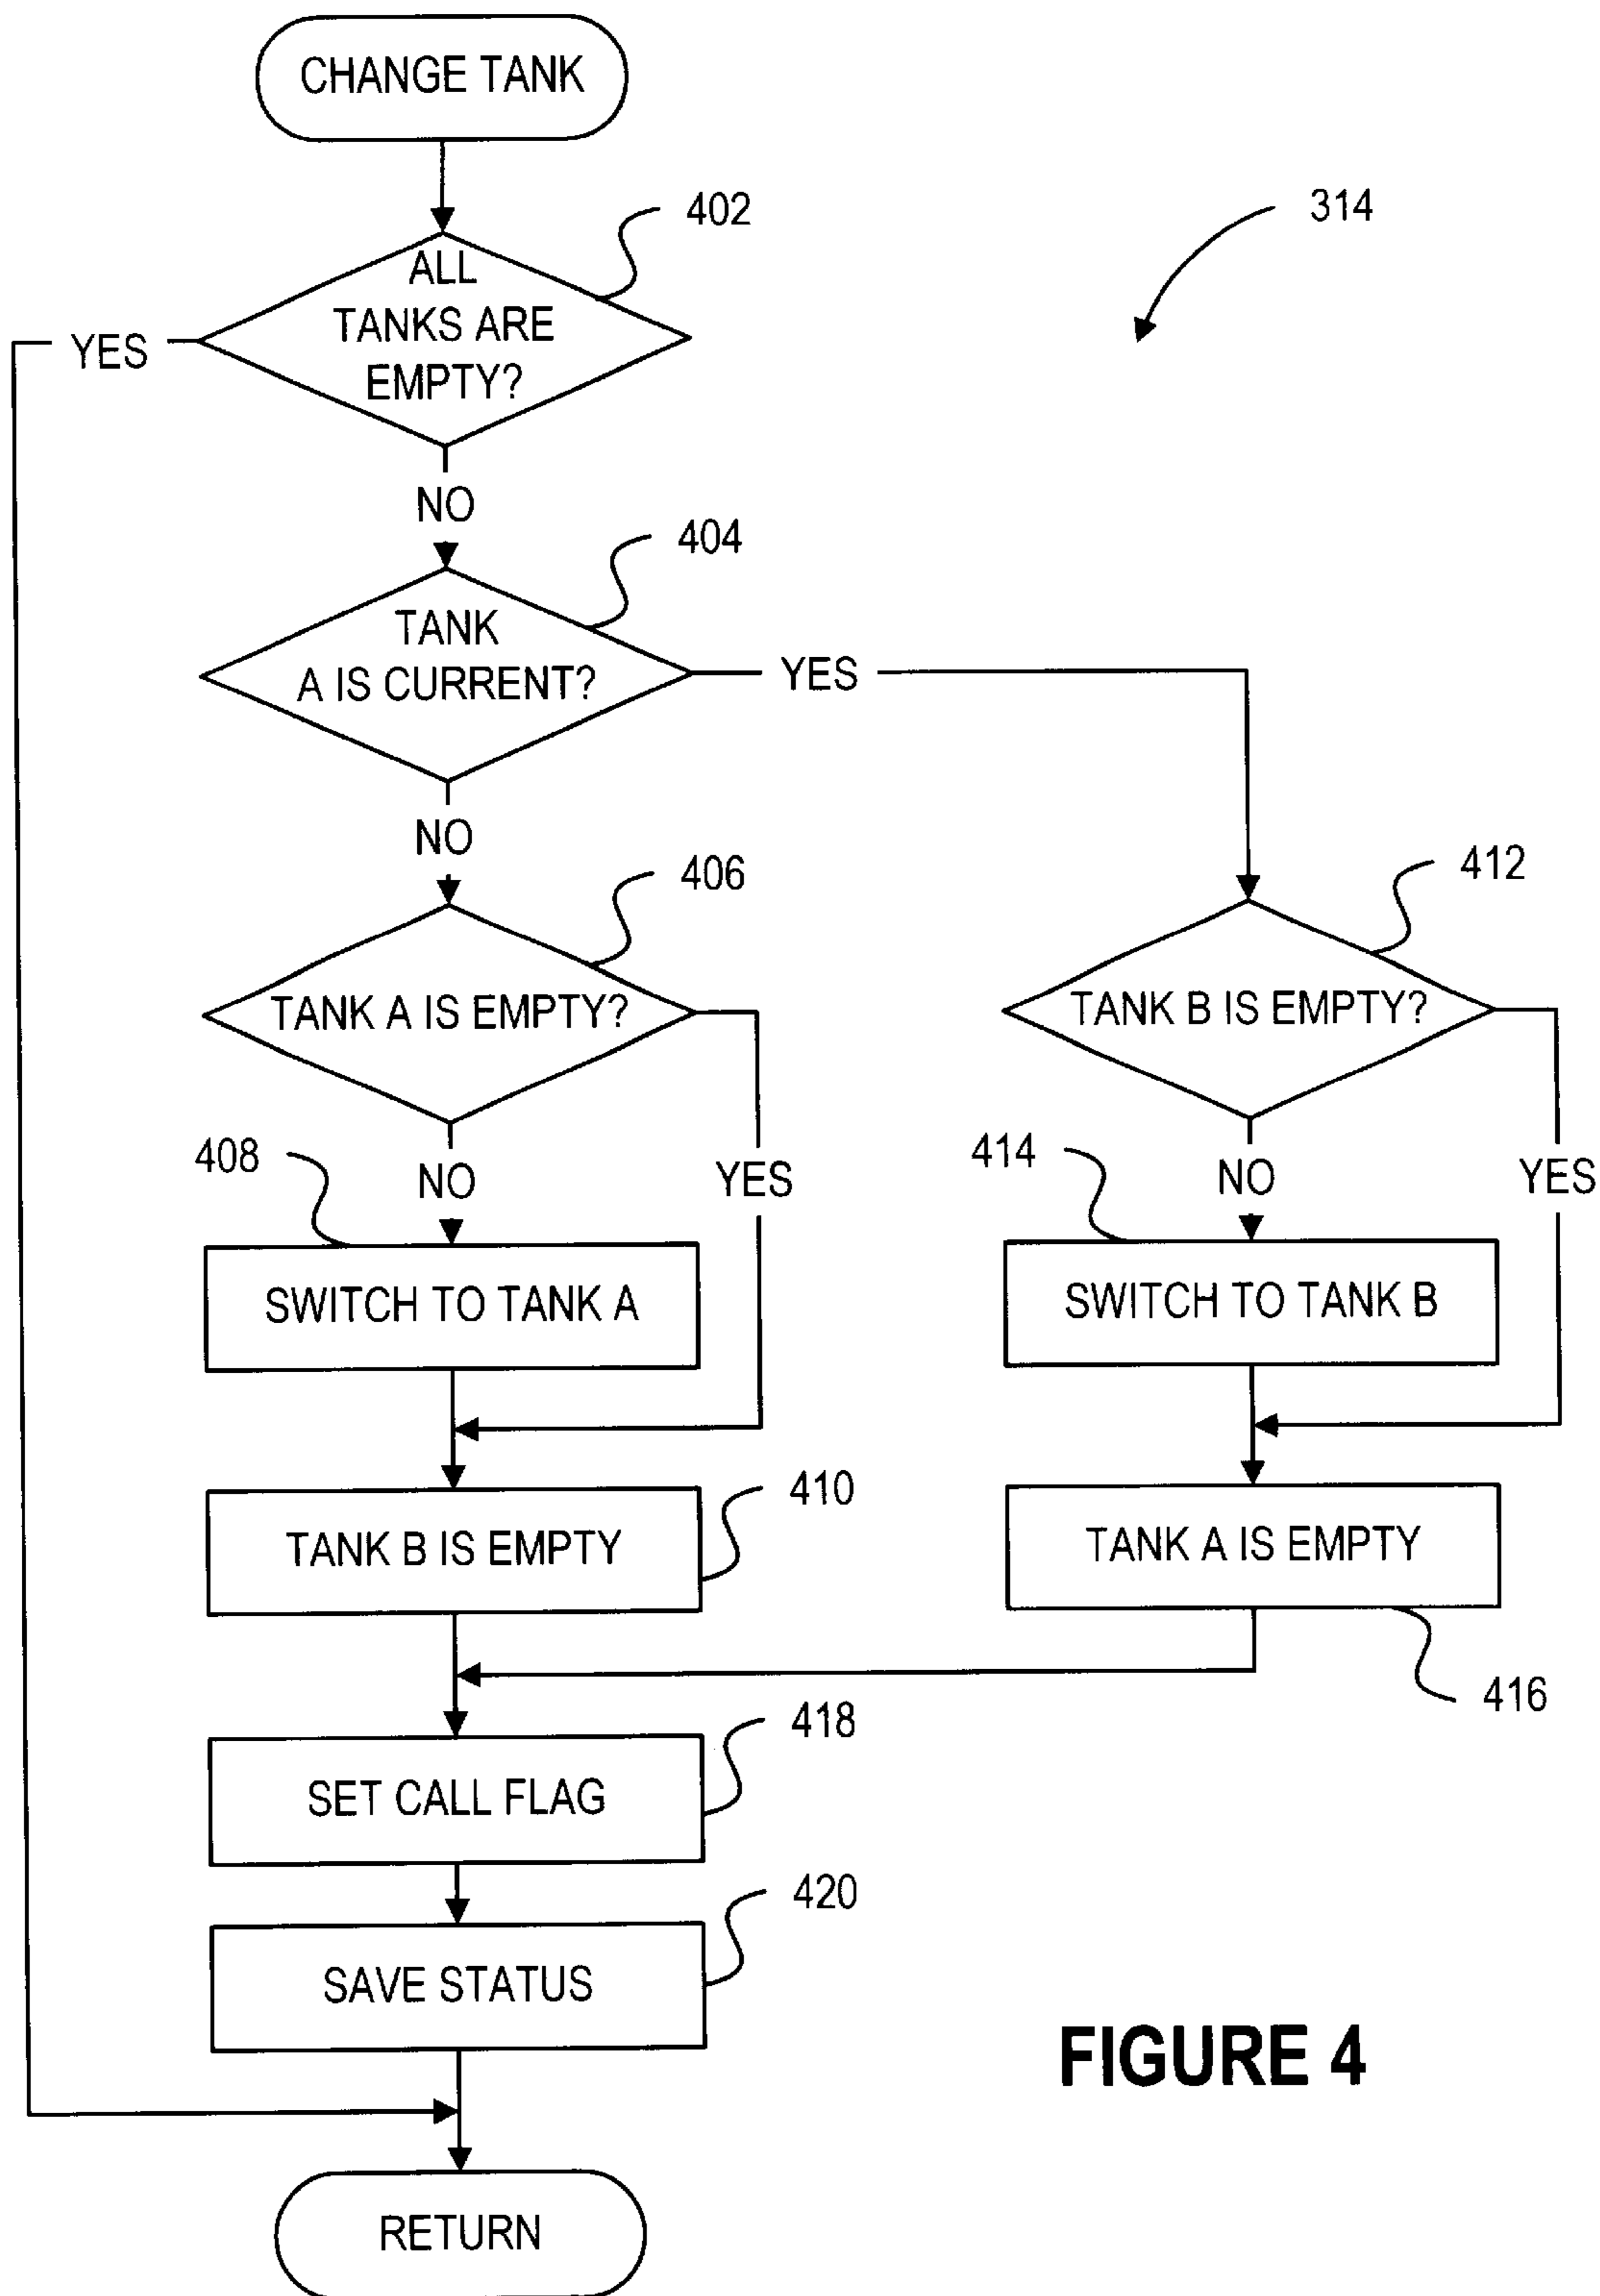 CHANGE TANK
402
314
ALL
TANKS ARE
EMPTY?
YES
NO
404
TANK
A IS CURRENT?
YES
NO
406
412
TANK A IS EMPTY?
TANK B IS EMPTY?
408
NO
YES
414
NO
YES
SWITCH TO TANK A
SWITCH TO TANK B
410
TANK B IS EMPTY
TANK A IS EMPTY
416
418
SET CALL FLAG
420
SAVE STATUS
FIGURE 4
RETURN